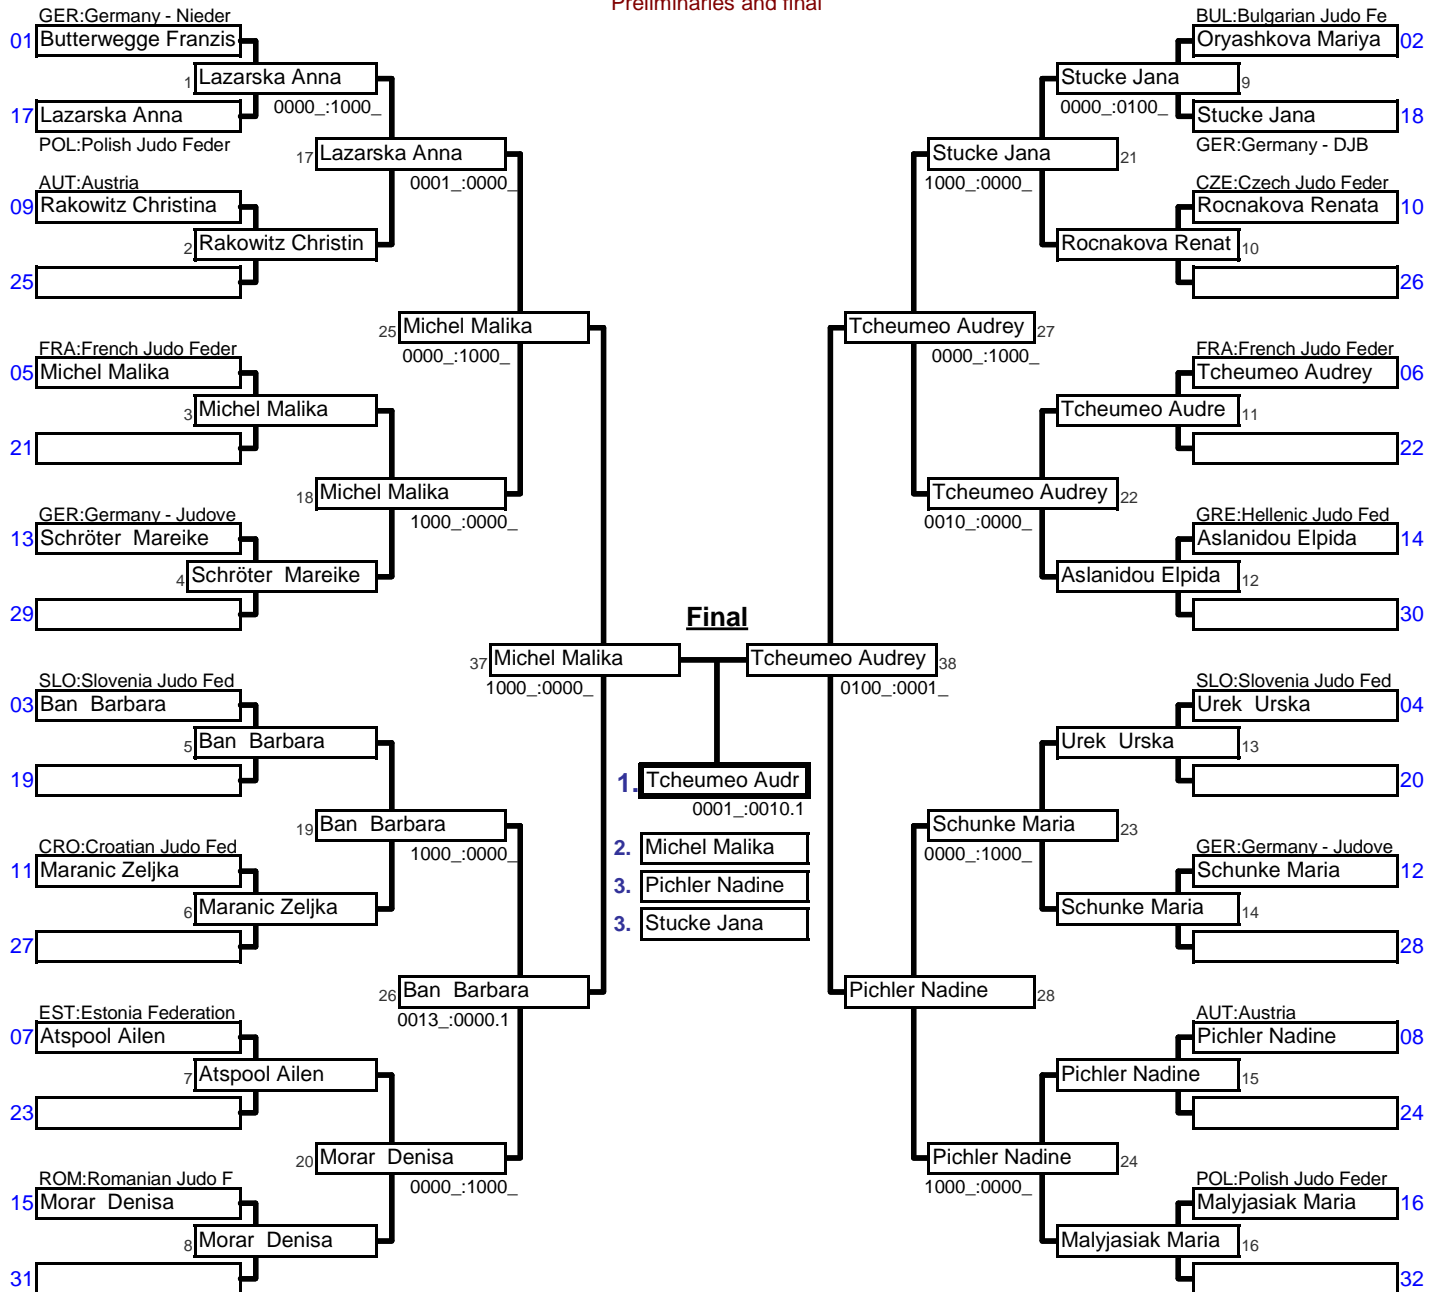 Preliminaries and final
GER:Germany - Nieder
01 Butterwegge Franzis
1 Lazarska Anna
0000_:1000_
17 Lazarska Anna
POL:Polish Judo Feder
17 Lazarska Anna
0001_:0000_
AUT:Austria
09 Rakowitz Christina
2 Rakowitz Christin
25
25 Michel Malika
0000_:1000_
FRA:French Judo Feder
05 Michel Malika
3 Michel Malika
21
18 Michel Malika
1000_:0000_
GER:Germany - Judove
13 Schröter  Mareike
4 Schröter  Mareike
29
37 Michel Malika
1000_:0000_
SLO:Slovenia Judo Fed
03 Ban  Barbara
5 Ban  Barbara
19
19 Ban  Barbara
1000_:0000_
CRO:Croatian Judo Fed
11 Maranic Zeljka
6 Maranic Zeljka
27
26 Ban  Barbara
0013_:0000.1
EST:Estonia Federation
07 Atspool Ailen
7 Atspool Ailen
23
20 Morar  Denisa
0000_:1000_
ROM:Romanian Judo F
15 Morar  Denisa
8 Morar  Denisa
31
Final
1. Tcheumeo Audr
0001_:0010.1
2. Michel Malika
3. Pichler Nadine
3. Stucke Jana
BUL:Bulgarian Judo Fe
Oryashkova Mariya 02
Stucke Jana 9
0000_:0100_
Stucke Jana 18
GER:Germany - DJB
Stucke Jana 21
1000_:0000_
CZE:Czech Judo Feder
Rocnakova Renata 10
Rocnakova Renat 10
26
Tcheumeo Audrey 27
0000_:1000_
FRA:French Judo Feder
Tcheumeo Audrey 06
Tcheumeo Audre 11
22
Tcheumeo Audrey 22
0010_:0000_
GRE:Hellenic Judo Fed
Aslanidou Elpida 14
Aslanidou Elpida 12
30
Tcheumeo Audrey 38
0100_:0001_
SLO:Slovenia Judo Fed
Urek  Urska 04
Urek  Urska 13
20
Schunke Maria 23
0000_:1000_
GER:Germany - Judove
Schunke Maria 12
Schunke Maria 14
28
Pichler Nadine 28
AUT:Austria
Pichler Nadine 08
Pichler Nadine 15
24
Pichler Nadine 24
1000_:0000_
POL:Polish Judo Feder
Malyjasiak Maria 16
Malyjasiak Maria 16
32